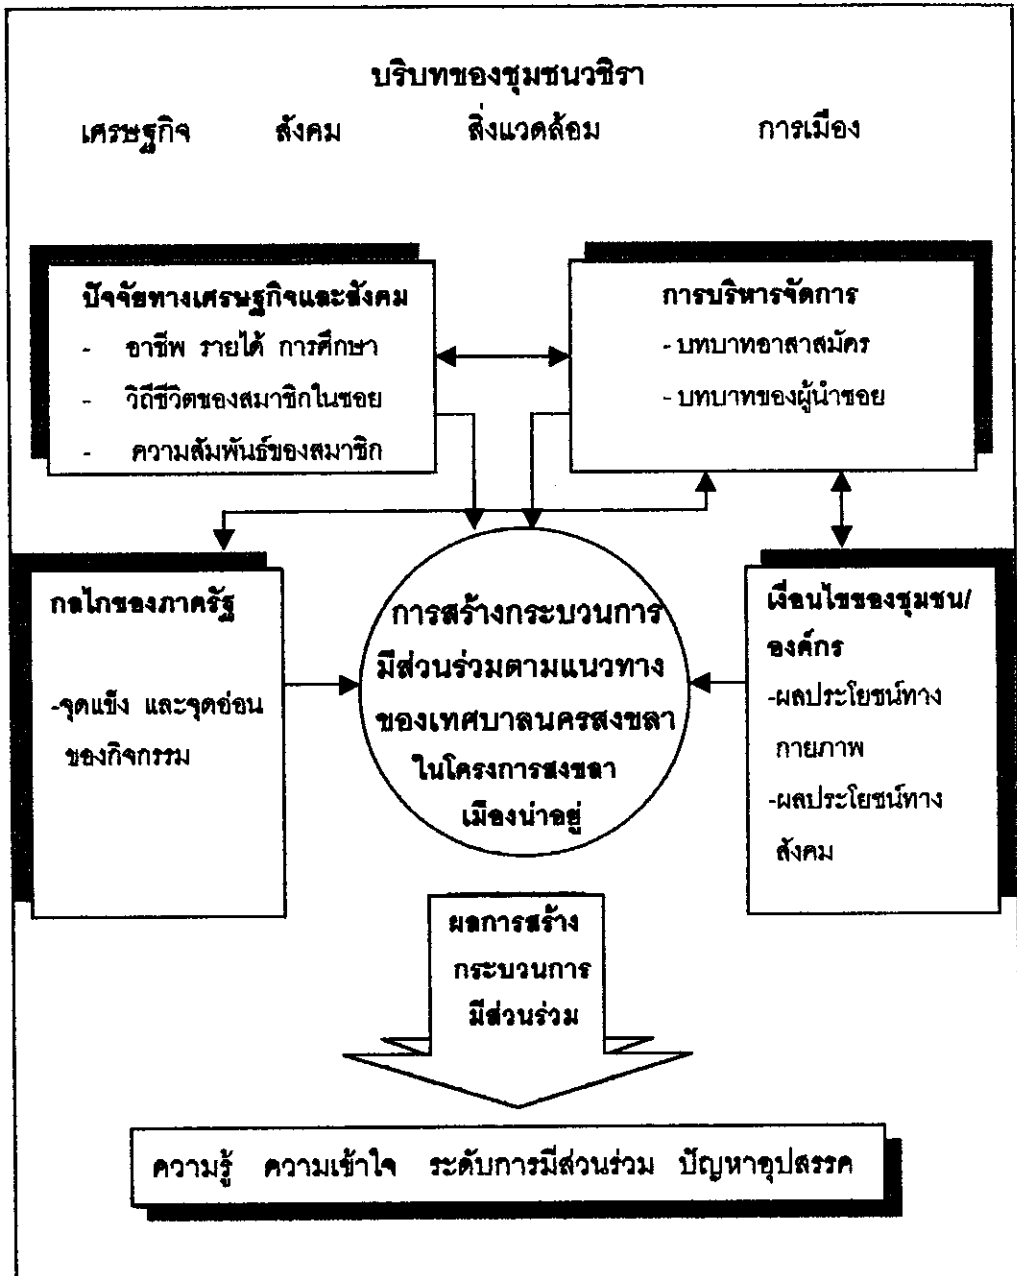 บริบทของชุมชนวชิรา
เศรษฐกิจ สังคม สิ่งแวดล้อม การเมือง
ปัจจัยทางเศรษฐกิจและสังคม
- อาชีพ รายได้ การศึกษา
- วิถีชีวิตของสมาชิกในซอย
- ความสัมพันธ์ของสมาชิก
การบริหารจัดการ
- บทบาทอาสาสมัคร
- บทบาทของผู้นำซอย
กลไกของภาครัฐ
-จุดแข็ง และจุดอ่อน
ของกิจกรรม
การสร้างกระบวนการ
มีส่วนร่วมตามแนวทาง
ของเทศบาลนครสงขลา
ในโครงการสงขลา
เมืองน่าอยู่
เงื่อนไขของชุมชน/
องค์กร
-ผลประโยชน์ทาง
กายภาพ
-ผลประโยชน์ทาง
สังคม
ผลการสร้าง
กระบวนการ
มีส่วนร่วม
ความรู้ ความเข้าใจ ระดับการมีส่วนร่วม ปัญหาอุปสรรค